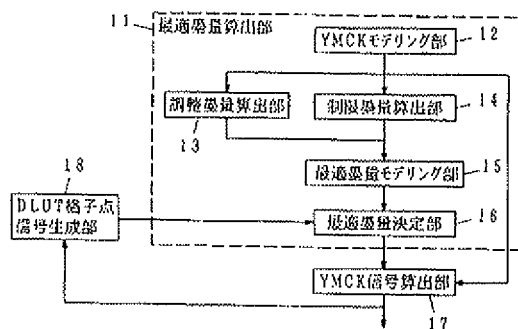 11
最適墨量算出部
YMCKモデリング部
12
調整墨量算出部
13
制限墨量算出部
14
最適墨量モデリング部
15
18
DLUT格子点
信号生成部
最適墨量決定部
16
YMCK信号算出部
17